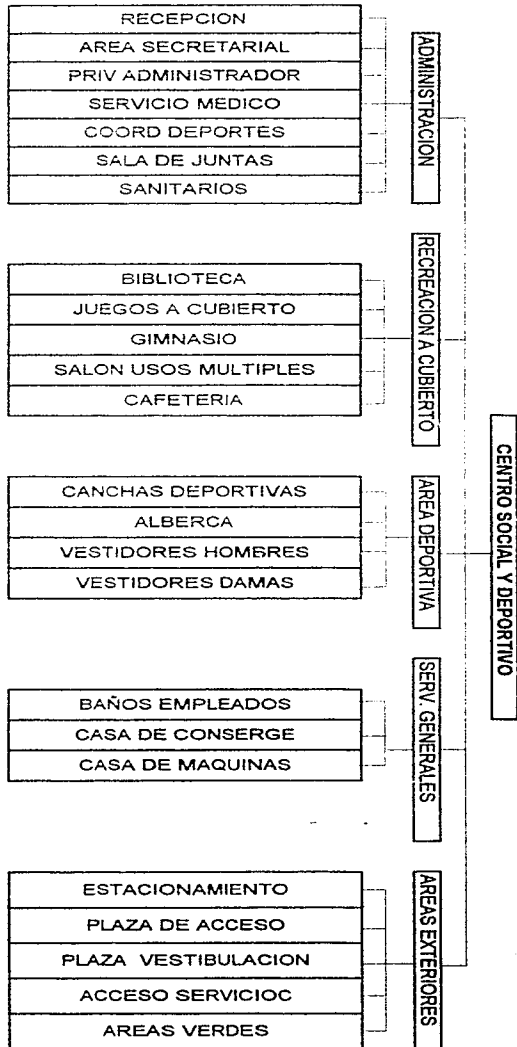 CENTRO SOCIAL Y DEPORTIVO
ADMINISTRACION
RECEPCION
AREA SECRETARIAL
PRIV ADMINISTRADOR
SERVICIO MEDICO
COORD DEPORTES
SALA DE JUNTAS
SANITARIOS
RECREACION A CUBIERTO
BIBLIOTECA
JUEGOS A CUBIERTO
GIMNASIO
SALON USOS MULTIPLES
CAFETERIA
AREA DEPORTIVA
CANCHAS DEPORTIVAS
ALBERCA
VESTIDORES HOMBRES
VESTIDORES DAMAS
SERV. GENERALES
BAÑOS EMPLEADOS
CASA DE CONSERGE
CASA DE MAQUINAS
AREAS EXTERIORES
ESTACIONAMIENTO
PLAZA DE ACCESO
PLAZA VESTIBULACION
ACCESO SERVICIOC
AREAS VERDES